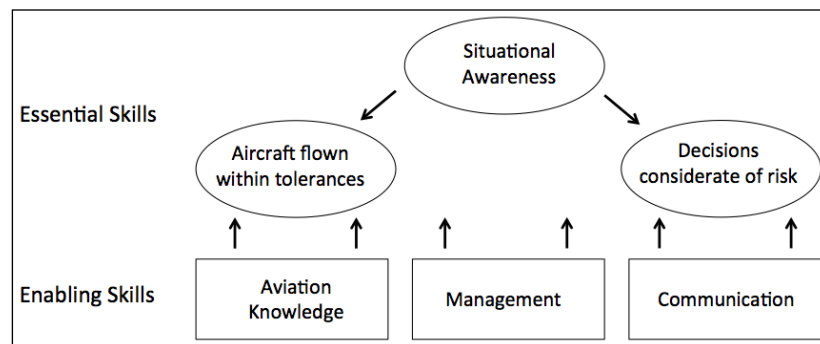 Situational
Awareness
Essential Skills
Aircraft flown
within tolerances
Decisions
considerate of risk
Enabling Skills
Aviation
Knowledge
Management
Communication